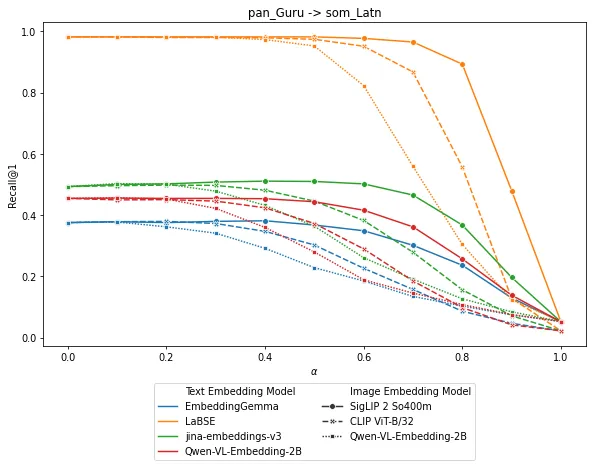 pan_Guru -> som_Latn
Recall@1
1.0
0.8
0.6
0.4
0.2
0.0
0.0 0.2 0.4 0.6 0.8 1.0
α
Text Embedding Model
EmbeddingGemma
LaBSE
jina-embeddings-v3
Qwen-VL-Embedding-2B
Image Embedding Model
SigLIP 2 So400m
CLIP ViT-B/32
Qwen-VL-Embedding-2B